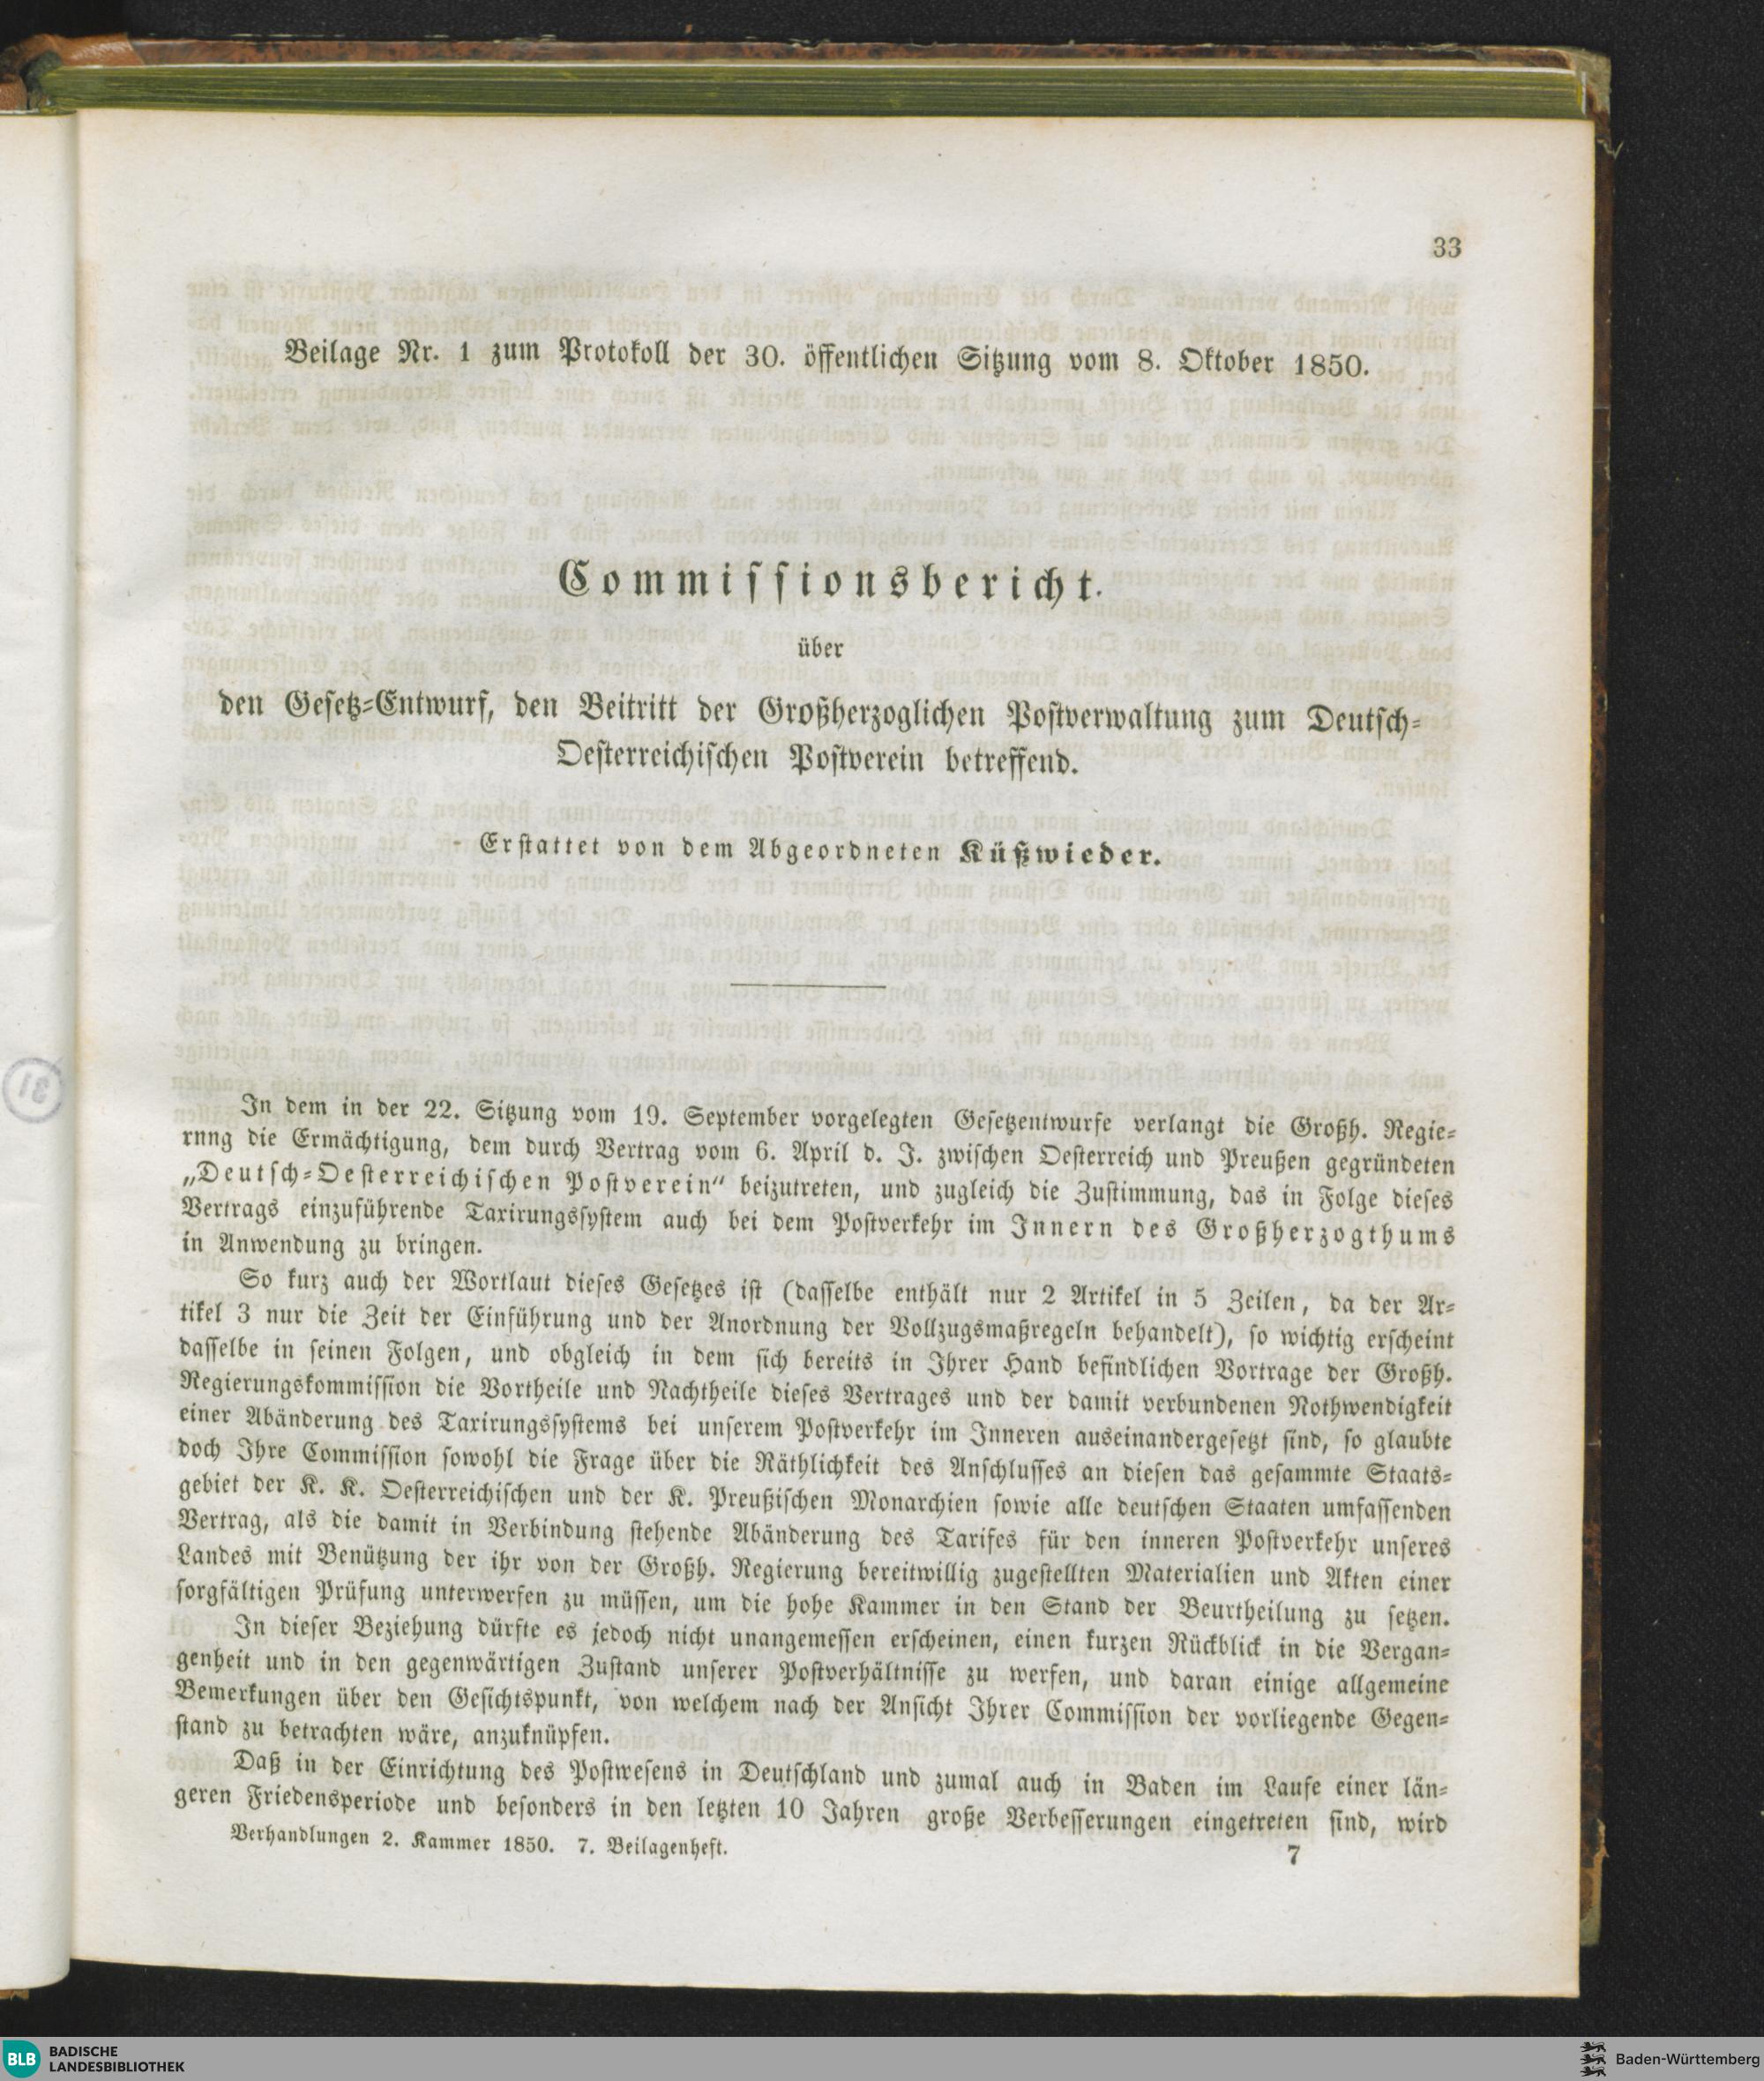 33
Beilage Nr. 1 zum Protokoll der 30. öffentlichen Sitzung vom 8. Oktober 1850.
Commissionsbericht.
über
den Gesetz-Entwurf, den Beitritt der Großherzoglichen Postverwaltung zum Deutsch-
Oesterreichischen Postverein betreffend.
Erstattet von dem Abgeordneten Küßwieder.
In dem in der 22. Sitzung vom 19. September vorgelegten Gesetzentwurfe verlangt die Großh. Regie-
rnng die Ermächtigung, dem durch Vertrag vom 6. April d. J. zwischen Oesterreich und Preußen gegründeten
„Deutsch-Oesterreichischen Postverein“ beizutreten, und zugleich die Zustimmung, das in Folge dieses
Vertrags einzuführende Taxirungssystem auch bei dem Postverkehr im Innern des Großherzogthums
in Anwendung zu bringen.
So kurz auch der Wortlaut dieses Gesetzes ist (dasselbe enthält nur 2 Artikel in 5 Zeilen, da der Ar-
tikel 3 nur die Zeit der Einführung und der Anordnung der Vollzugsmaßregeln behandelt), so wichtig erscheint
dasselbe in seinen Folgen, und obgleich in dem sich bereits in Ihrer Hand befindlichen Vortrage der Großh.
Regierungskommission die Vortheile und Nachtheile dieses Vertrages und der damit verbundenen Nothwendigkeit
einer Abänderung des Taxirungssystems bei unserem Postverkehr im Inneren auseinandergesetzt sind, so glaubte
doch Ihre Commission sowohl die Frage über die Räthlichkeit des Anschlusses an diesen das gesammte Staats-
gebiet der K. K. Oesterreichischen und der K. Preußischen Monarchien sowie alle deutschen Staaten umfassenden
Vertrag, als die damit in Verbindung stehende Abänderung des Tarifes für den inneren Postverkehr unseres
Landes mit Benützung der ihr von der Großh. Regierung bereitwillig zugestellten Materialien und Akten einer
sorgfältigen Prüfung unterwerfen zu müssen, um die hohe Kammer in den Stand der Beurtheilung zu setzen.
In dieser Beziehung dürfte es jedoch nicht unangemessen erscheinen, einen kurzen Rückblick in die Vergan-
genheit und in den gegenwärtigen Zustand unserer Postverhältnisse zu werfen, und daran einige allgemeine
Bemerkungen über den Gesichtspunkt, von welchem nach der Ansicht Ihrer Commission der vorliegende Gegen-
stand zu betrachten wäre, anzuknüpfen.
Daß in der Einrichtung des Postwesens in Deutschland und zumal auch in Baden im Laufe einer län-
geren Friedensperiode und besonders in den letzten 10 Jahren große Verbesserungen eingetreten sind, wird
Verhandlungen 2. Kammer 1850. 7. Beilagenheft.
7
BLB BADISCHE
LANDESBIBLIOTHEK
Baden-Württemberg